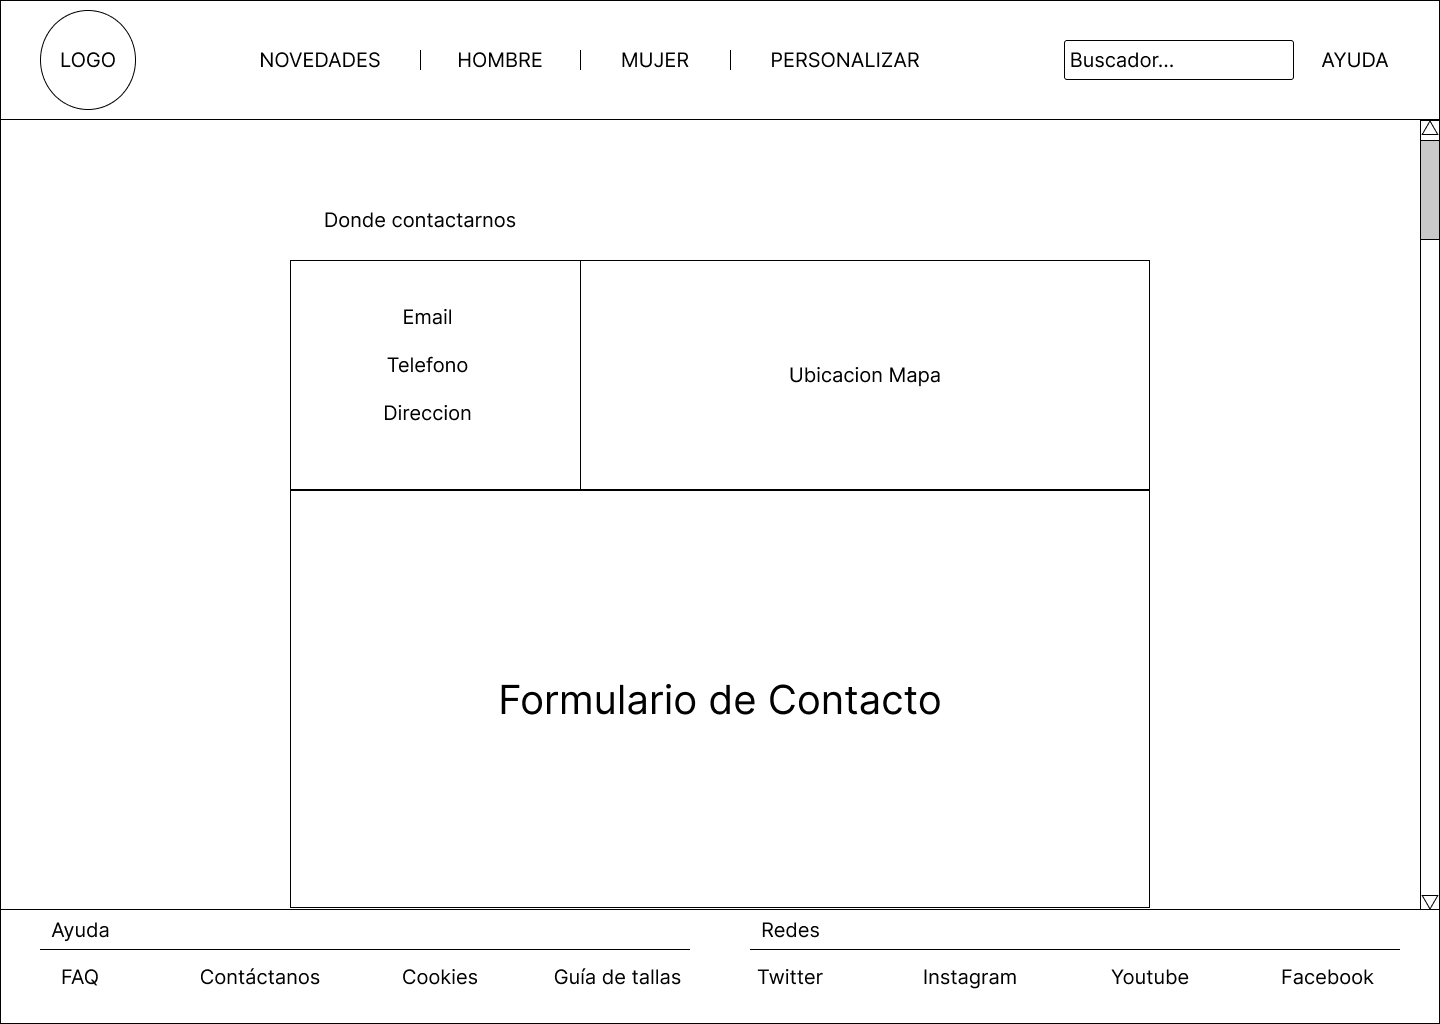 LOGO
NOVEDADES
HOMBRE
MUJER
PERSONALIZAR
Buscador...
AYUDA
Donde contactarnos
Email
Telefono
Direccion
Ubicacion Mapa
Formulario de Contacto
Ayuda
FAQ
Contáctanos
Cookies
Guía de tallas
Redes
Twitter
Instagram
Youtube
Facebook